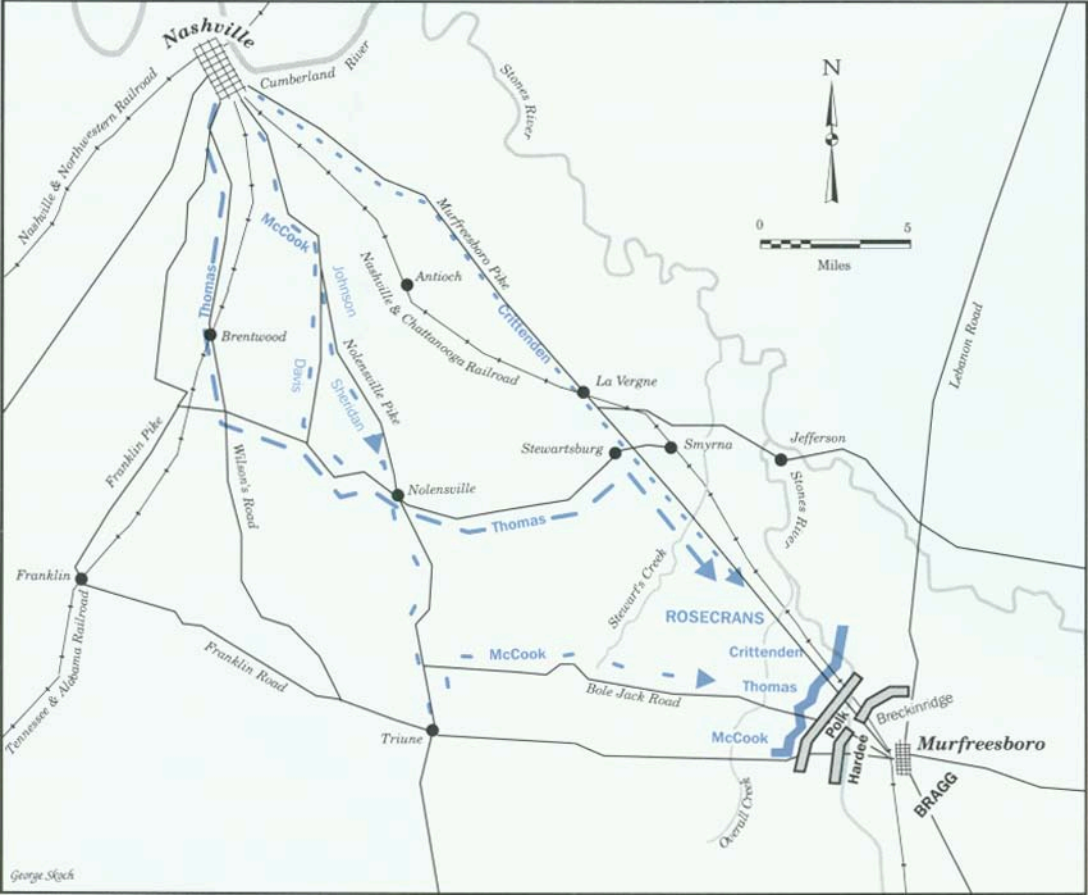 Nashville
Cumberland
River
Stones River
Nashville & Northwestern Railroad
N
0
5
Miles
McCook
Murfreesboro Pike
Thomas
Johnson
Nashville & Chattanooga Railroad
Antioch
Crittenden
Lebanon Road
Brentwood
Davis
Nolensville Pike
Sheridan
La Vergne
Franklin Pike
Wilson's Road
Stewartsburg
Smyrna
Jefferson
Nolensville
Stones River
Thomas
Stewart's Creek
Franklin
ROSECRANS
Tennessee & Alabama Railroad
Franklin Road
McCook
Crittenden
Thomas
Bole Jack Road
Breckinridge
Polk
Triune
McCook
Hardee
Murfreesboro
BRAGG
Overall Creek
George Skoch